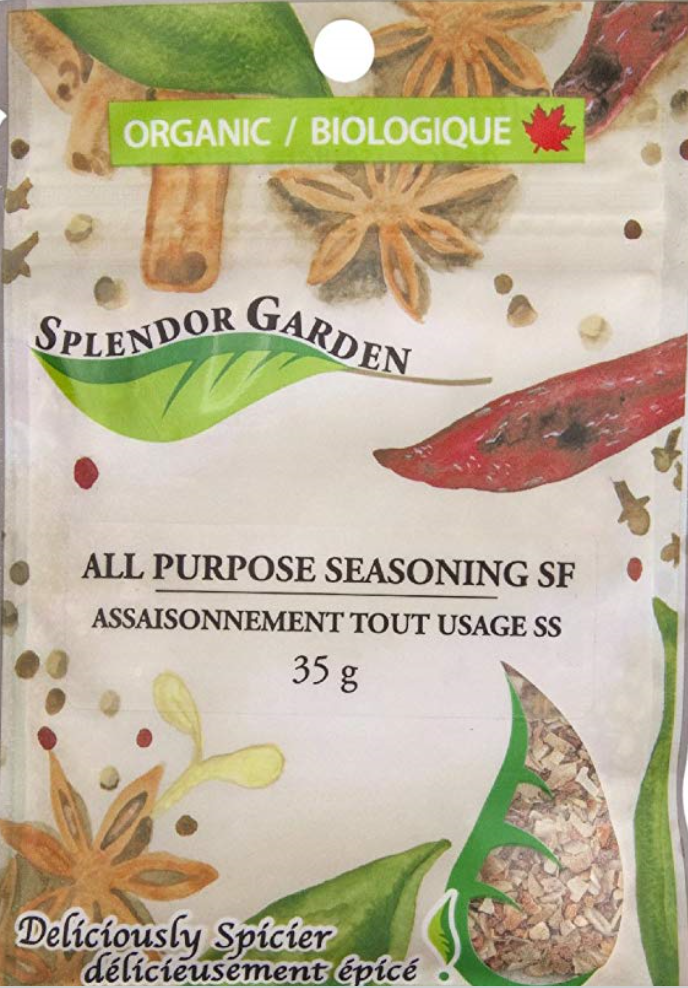 ORGANIC / BIOLOGIQUE
SPLENDOR GARDEN
ALL PURPOSE SEASONING SF
ASSAISONNEMENT TOUT USAGE SS
35 g
Deliciously Spicier
délicieusement épicé